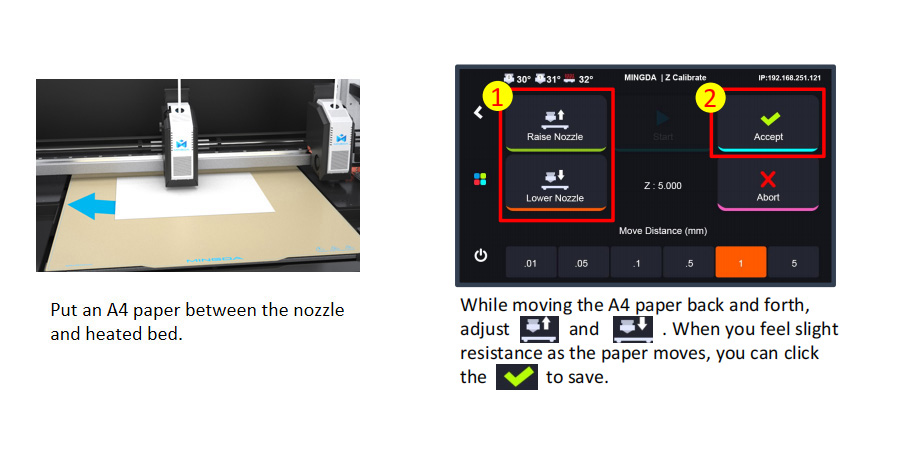 30° 31° 32° MINGDA | Z Calibrate IP:192.168.251.121
1
2
Raise Nozzle Start Accept
Lower Nozzle Z : 5.000 Abort
Move Distance (mm)
.01 .05 .1 .5 1 5
MINGDA
Put an A4 paper between the nozzle
and heated bed.
While moving the A4 paper back and forth,
adjust and . When you feel slight
resistance as the paper moves, you can click
the to save.